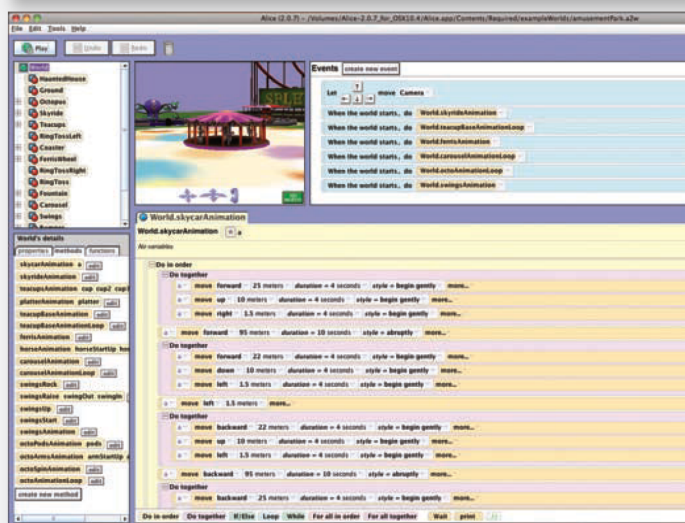 Alice (2.0.7) - /Volumes/Alice-2.0.7_for_OSX10.4/Alice.app/Contents/Required/exampleWorlds/amusementPark.a2w
File Edit Tools Help
Play Undo Redo
World
HauntedHouse
Ground
Octopus
Skyride
Teacups
RingTossLeft
Coaster
FerrisWheel
RingTossRight
RingToss
Fountain
Carousel
Swings
Events create new event
Let move Camera
When the world starts, do World.skyrideAnimation
When the world starts, do World.teacupBaseAnimationLoop
When the world starts, do World.ferrisAnimation
When the world starts, do World.carouselAnimationLoop
When the world starts, do World.octoAnimationLoop
When the world starts, do World.swingsAnimation
World's details
properties methods functions
skycarAnimation a edit
skyrideAnimation edit
teacupsAnimation cup cup2 cup3
platterAnimation platter edit
teacupBaseAnimation edit
teacupBaseAnimationLoop edit
ferrisAnimation edit
horseAnimation horseStartUp
carouselAnimation edit
carouselAnimationLoop edit
swingsRock edit
swingsRaise swingOut swingIn
swingsUp edit
swingsStart edit
swingsAnimation edit
octoPodsAnimation pods edit
octoArmsAnimation armStartUp
octoSpinAnimation edit
octoAnimationLoop edit
create new method
World.skycarAnimation
World.skycarAnimation a
No variables
Do in order
Do together
a move forward 25 meters duration = 4 seconds style = begin gently more...
a move up 10 meters duration = 4 seconds style = begin gently more...
a move right 1.5 meters duration = 4 seconds style = begin gently more...
a move forward 95 meters duration = 10 seconds style = abruptly more...
Do together
a move forward 22 meters duration = 4 seconds style = begin gently more...
a move down 10 meters duration = 4 seconds style = begin gently more...
a move left 1.5 meters duration = 4 seconds style = begin gently more...
a move left 1.5 meters more...
Do together
a move backward 22 meters duration = 4 seconds style = begin gently more...
a move up 10 meters duration = 4 seconds style = begin gently more...
a move left 1.5 meters duration = 4 seconds style = begin gently more...
a move backward 95 meters duration = 10 seconds style = abruptly more...
Do together
a move backward 25 meters duration = 4 seconds style = begin gently more...
Do in order Do together If/Else Loop While For all in order For all together Wait print //